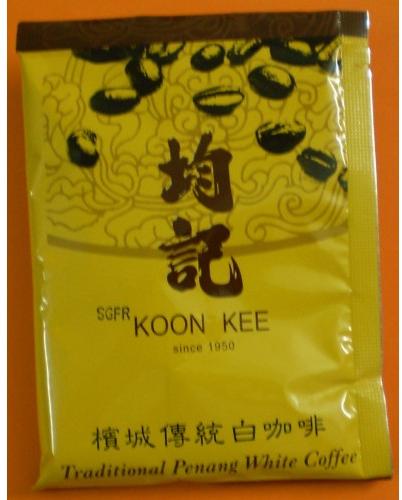 均
記
SGFR
KOON KEE
since 1950
檳城傳統白咖啡
Traditional Penang White Coffee